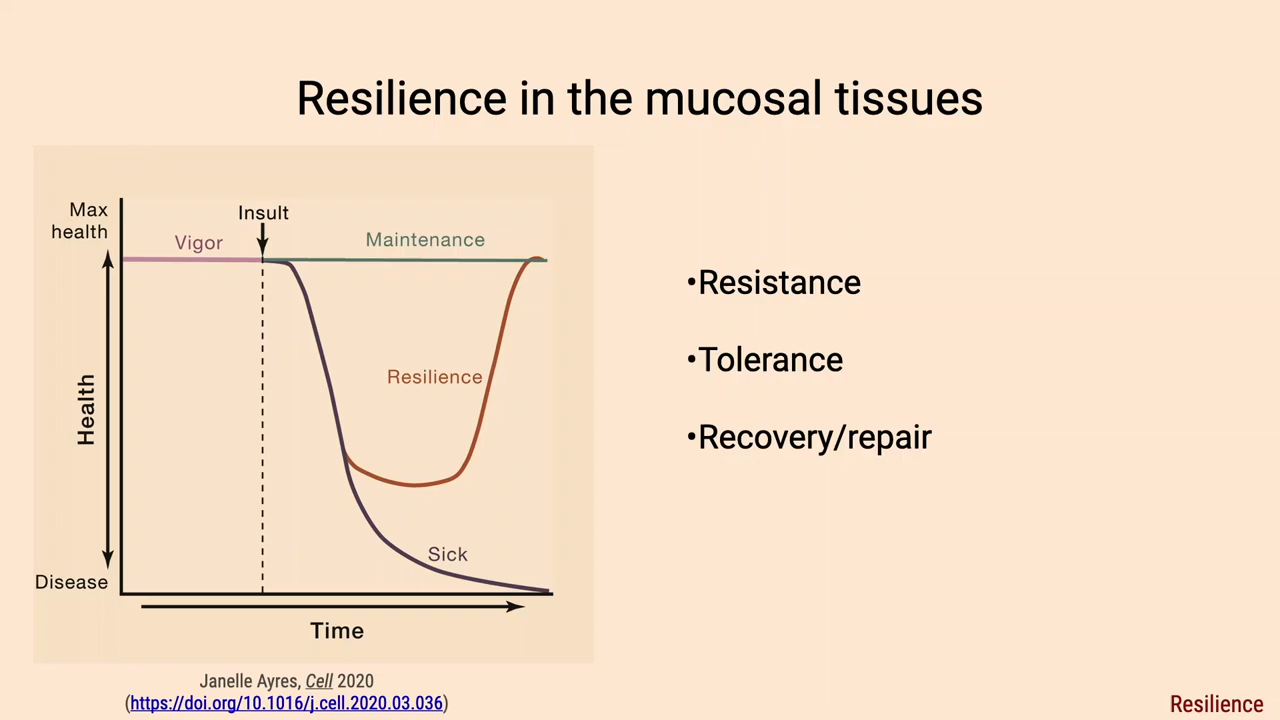 Resilience in the mucosal tissues
Max
health
Insult
Vigor
Maintenance
Resilience
Health
Sick
Disease
Time
Janelle Ayres, Cell 2020
(https://doi.org/10.1016/j.cell.2020.03.036)
•Resistance
•Tolerance
•Recovery/repair
Resilience